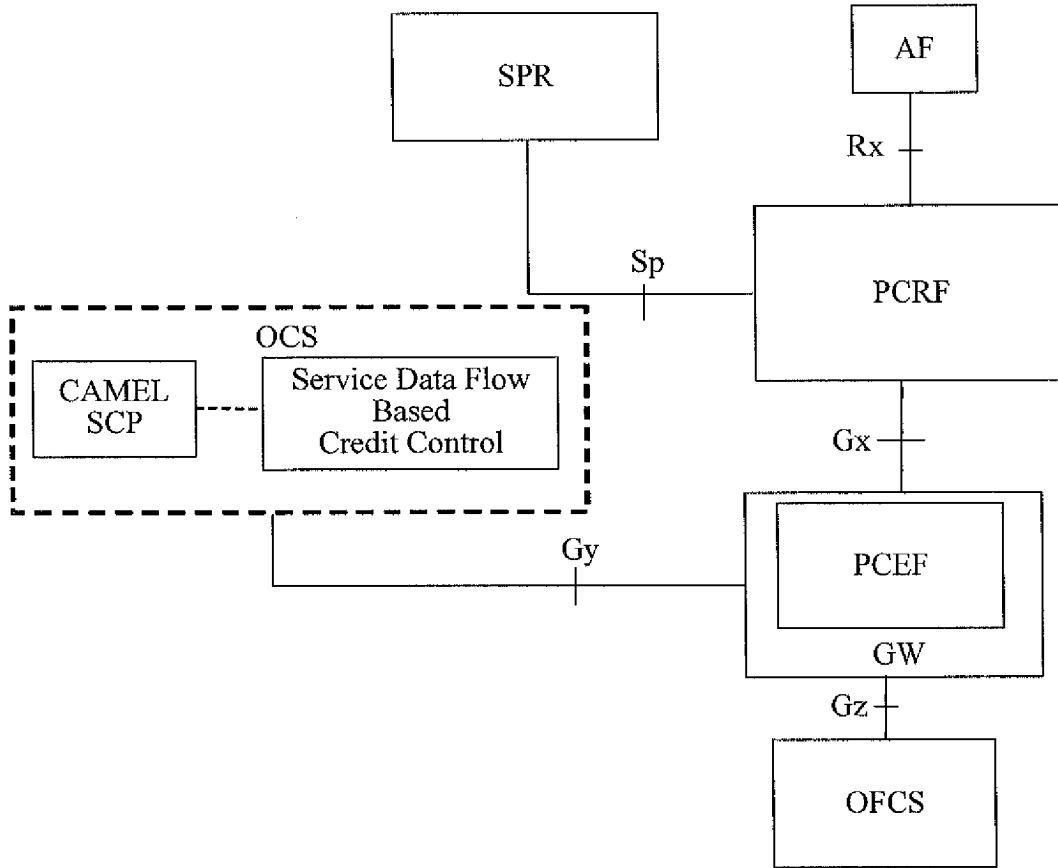 SPR
AF
Rx
Sp
PCRF
OCS
CAMEL
SCP
Service Data Flow
Based
Credit Control
Gx
Gy
PCEF
GW
Gz
OFCS